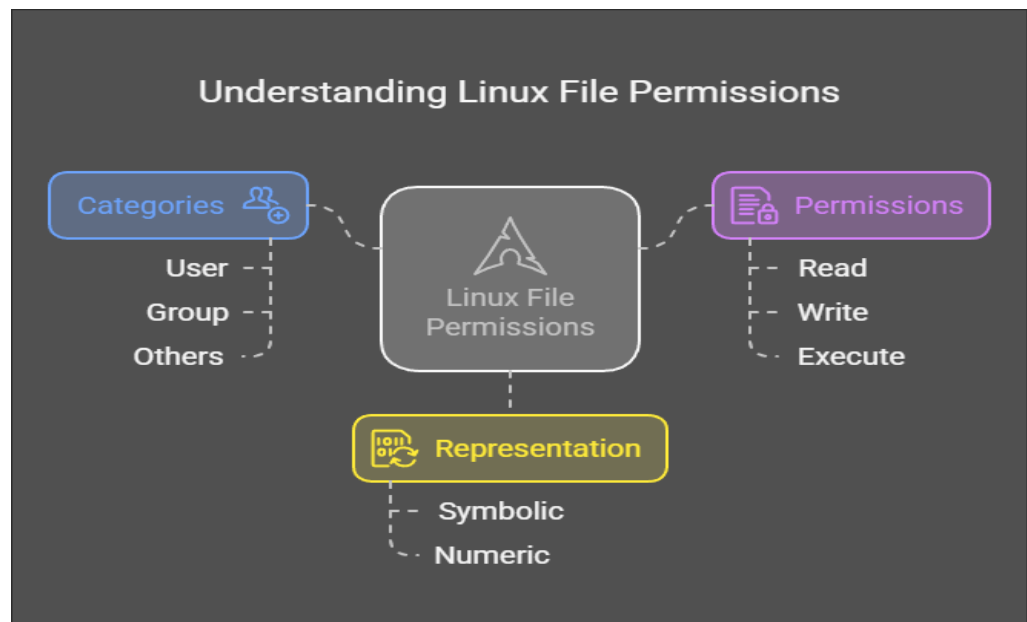 Understanding Linux File Permissions
Categories
User
Group
Others
Linux File
Permissions
Permissions
Read
Write
Execute
Representation
Symbolic
Numeric